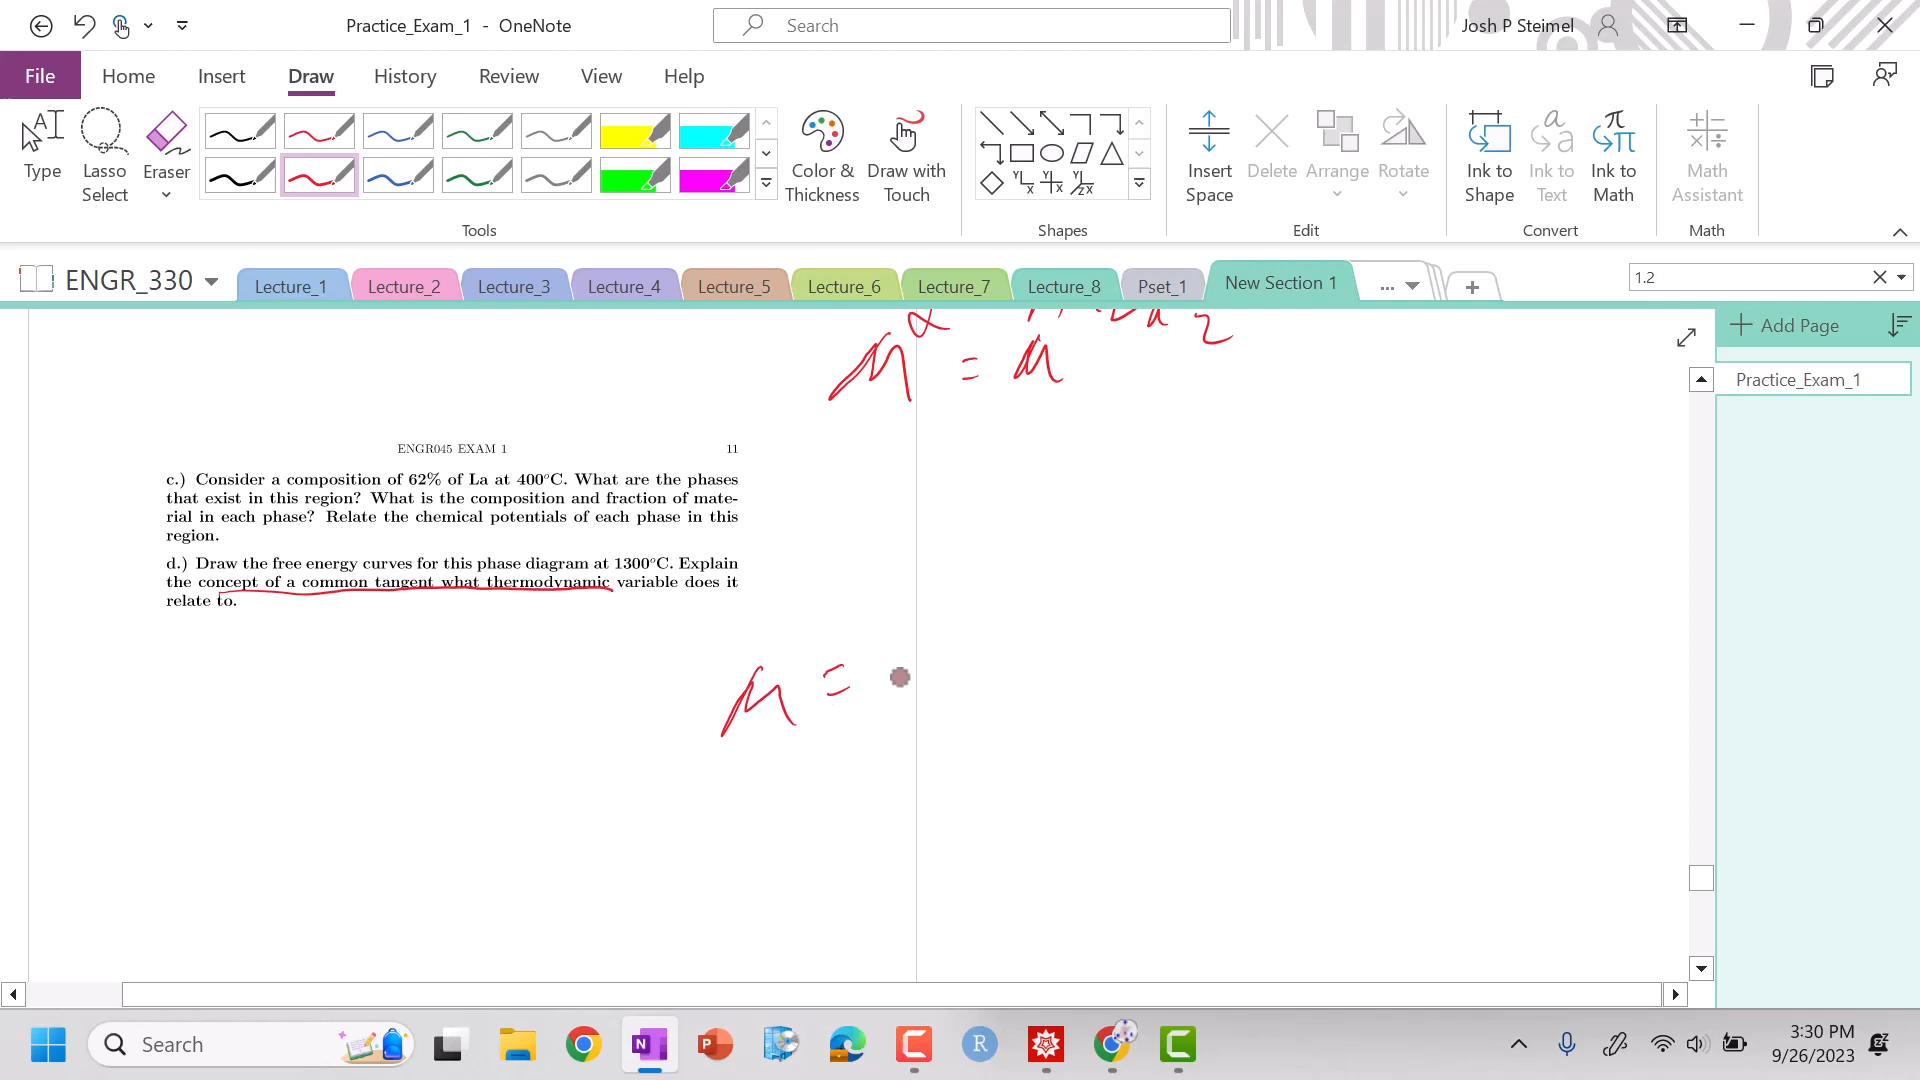 Practice_Exam_1 - OneNote
Search
Josh P Steimel
File Home Insert Draw History Review View Help
Type
Lasso Select
Eraser
Color & Thickness
Draw with Touch
Insert Space
Delete
Arrange
Rotate
Ink to Shape
Ink to Text
Ink to Math
Math Assistant
Tools Shapes Edit Convert Math
ENGR_330
Lecture_1 Lecture_2 Lecture_3 Lecture_4 Lecture_5 Lecture_6 Lecture_7 Lecture_8 Pset_1 New Section 1 ...
1.2
Add Page
Practice_Exam_1
μ^α = μ
ENGR045 EXAM 1 11
c.) Consider a composition of 62% of La at 400°C. What are the phases
that exist in this region? What is the composition and fraction of mate-
rial in each phase? Relate the chemical potentials of each phase in this
region.
d.) Draw the free energy curves for this phase diagram at 1300°C. Explain
the concept of a common tangent what thermodynamic variable does it
relate to.
μ =
Search
3:30 PM
9/26/2023